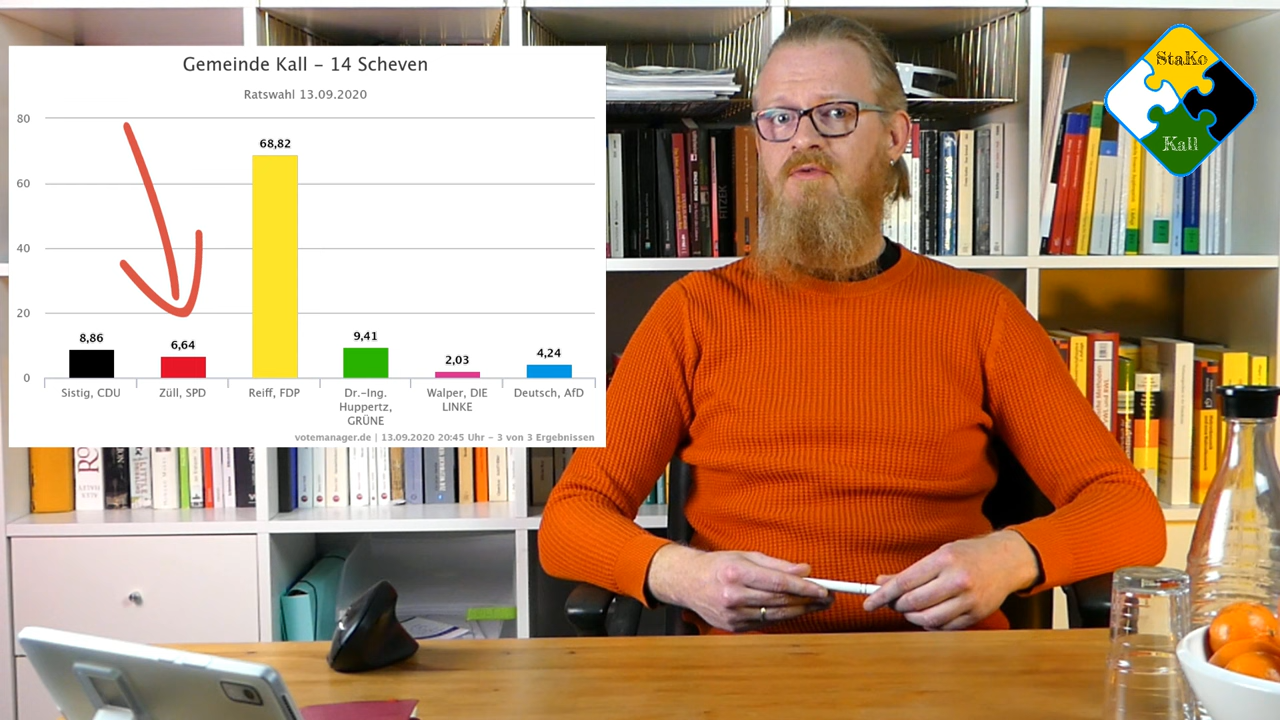 Gemeinde Kall – 14 Scheven
Ratswahl 13.09.2020
80
60
40
20
0
8,86
6,64
68,82
9,41
2,03
4,24
Sistig, CDU
Züll, SPD
Reiff, FDP
Dr.-Ing.
Huppertz,
GRÜNE
Walper, DIE
LINKE
Deutsch, AfD
votemanager.de | 13.09.2020 20:45 Uhr – 3 von 3 Ergebnissen
StaKo
Kall
FITZEK